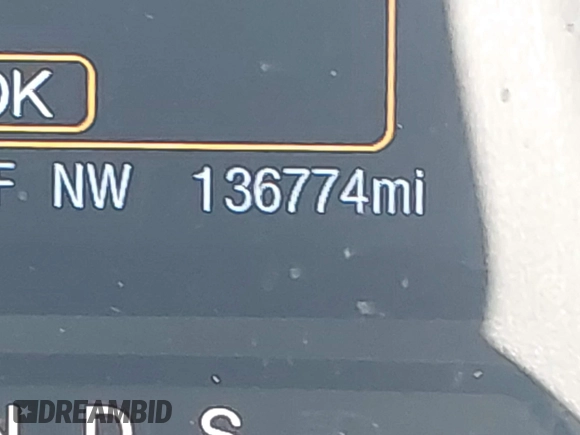 OK
F NW 136774mi
N D S
DREAMBID